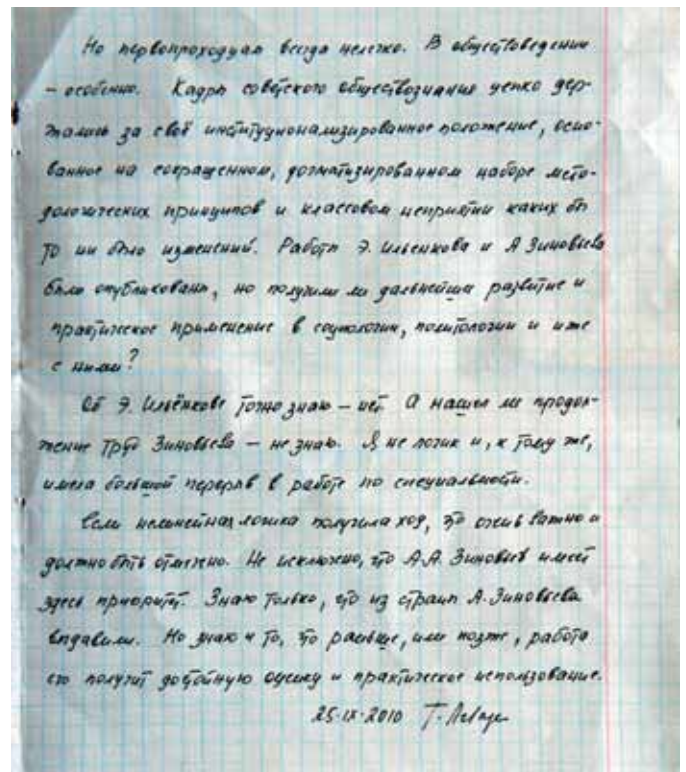 Но первопроходцам всегда нелегко. В обществоведении
– особенно. Кадры советского обществознания цепко дер-
жались за своё институционализированное положение, осно-
ванное на сокращенном, догматизированном наборе мето-
дологических принципов и классовом неприятии каких бы
то ни было изменений. Работы Э. Ильенкова и А Зиновьева
были опубликованы, но получили ли дальнейшее развитие и
практическое применение в социологии, политологии и иже
с ними?
Об Э. Ильёнкове точно знаю – нет. А нашёл ли продол-
жение труд Зиновьева – не знаю. Я не логик и, к тому же,
имела большой перерыв в работе по специальности.
Если нелинейная логика получила ход, то очень важно и
должно быть отмечено. Не исключено, что А.А. Зиновьев имеет
здесь приоритет. Знаю только, что из страны А. Зиновьева
выдавили. Но знаю и то, что раньше, или позже, работа
его получит достойную оценку и практическое использование.
25·IX·2010 Т.